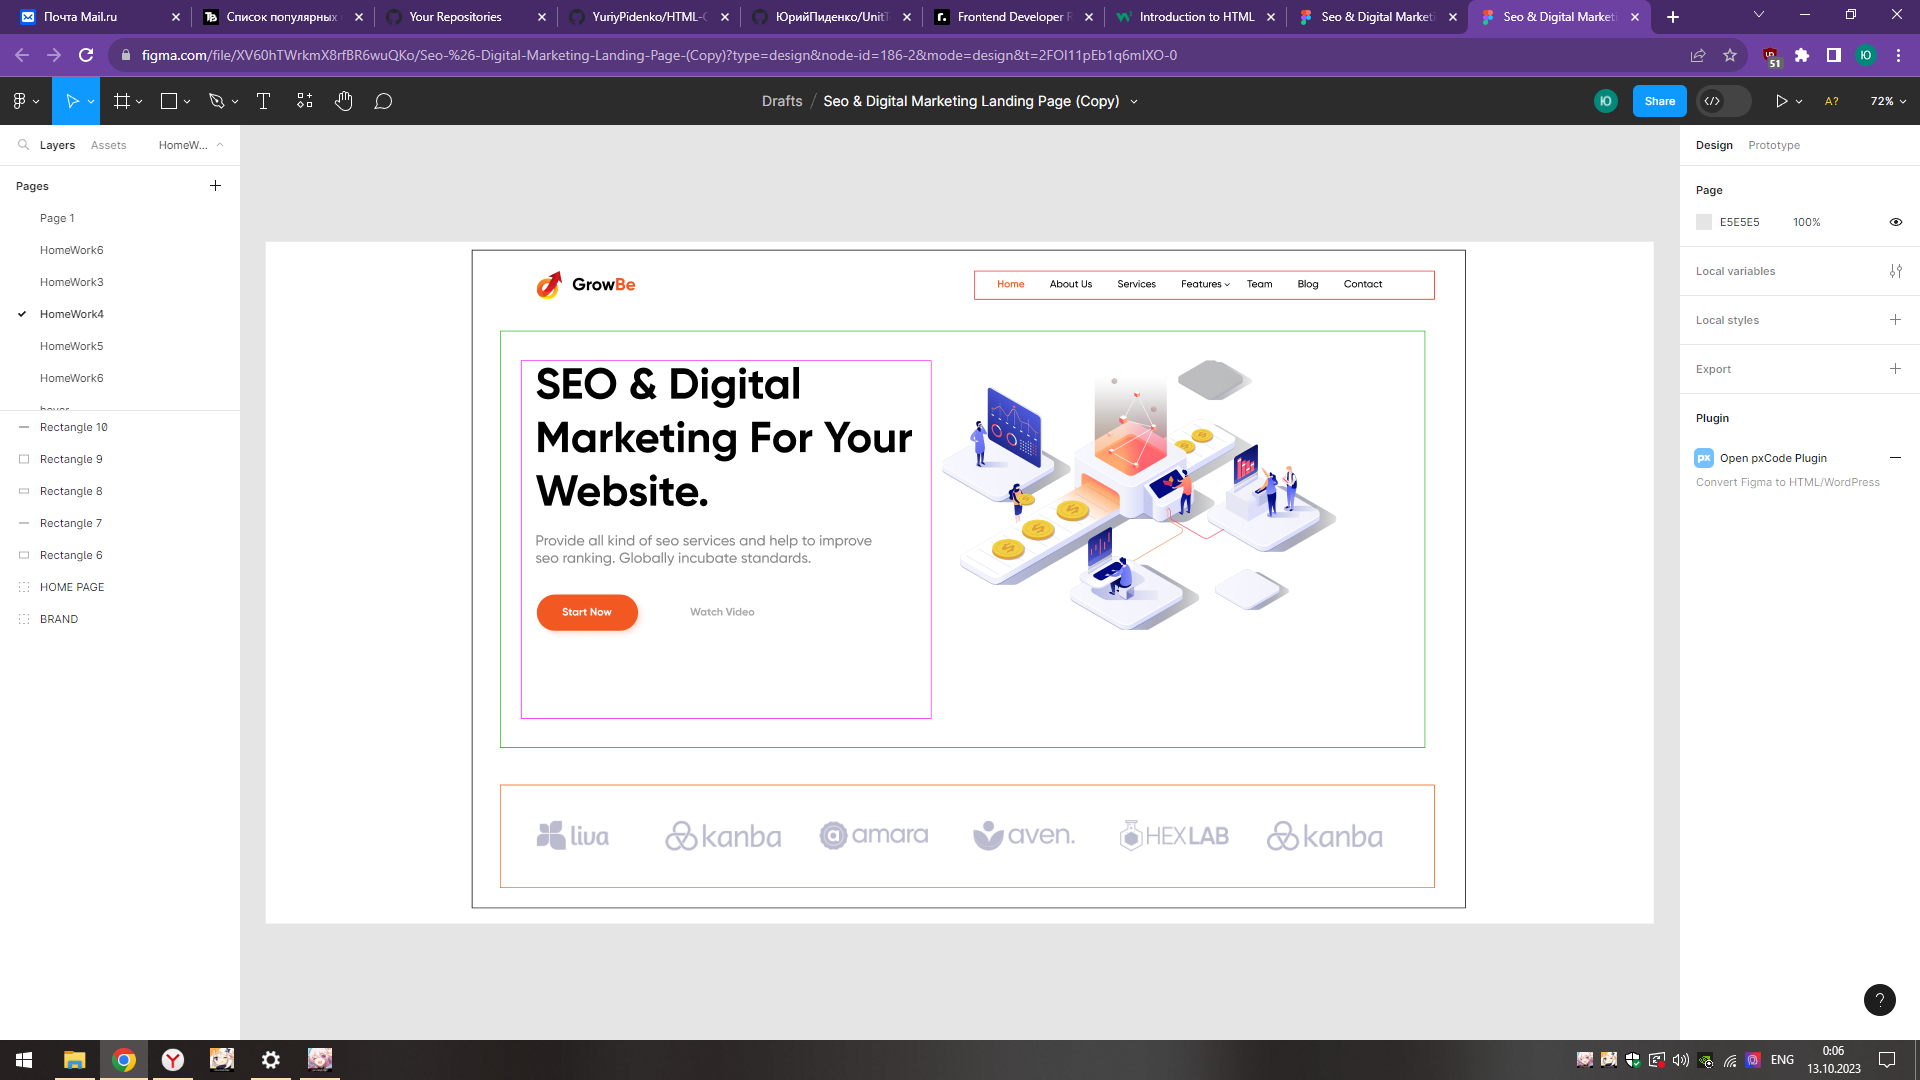 Почта Mail.ru
Список популярных
Your Repositories
YuriyPidenko/HTML-C
ЮрийПиденко/UnitT
Frontend Developer R
Introduction to HTML
Seo & Digital Marketi
Seo & Digital Marketi
figma.com/file/XV60hTWrkmX8rfBR6wuQKo/Seo-%26-Digital-Marketing-Landing-Page-(Copy)?type=design&node-id=186-2&mode=design&t=2FOI11pEb1q6mIXO-0
51
Ю
Drafts / Seo & Digital Marketing Landing Page (Copy)
Ю
Share
A?
72%
Layers
Assets
HomeW...
Pages
Page 1
HomeWork6
HomeWork3
HomeWork4
HomeWork5
HomeWork6
Rectangle 10
Rectangle 9
Rectangle 8
Rectangle 7
Rectangle 6
HOME PAGE
BRAND
GrowBe
Home
About Us
Services
Features
Team
Blog
Contact
SEO & Digital
Marketing For Your
Website.
Provide all kind of seo services and help to improve
seo ranking. Globally incubate standards.
Start Now
Watch Video
liva
kanba
amara
aven.
HEXLAB
kanba
Design
Prototype
Page
E5E5E5
100%
Local variables
Local styles
Export
Plugin
px
Open pxCode Plugin
Convert Figma to HTML/WordPress
?
ENG
0:06
13.10.2023